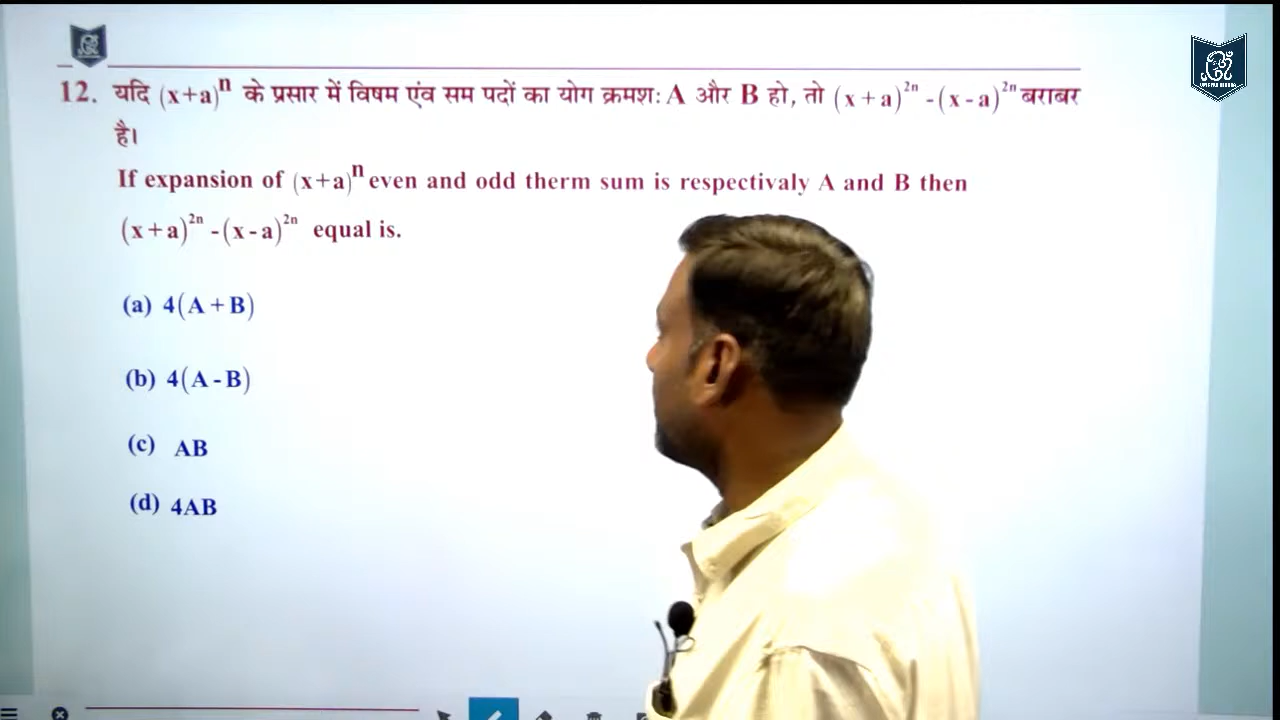 12. यदि (x+a)ⁿ के प्रसार में विषम एंव सम पदों का योग क्रमश: A और B हो, तो (x+a)²ⁿ -(x-a)²ⁿ बराबर
है।
If expansion of (x+a)ⁿ even and odd therm sum is respectivaly A and B then
(x+a)²ⁿ -(x-a)²ⁿ equal is.
(a) 4(A+B)
(b) 4(A-B)
(c) AB
(d) 4AB